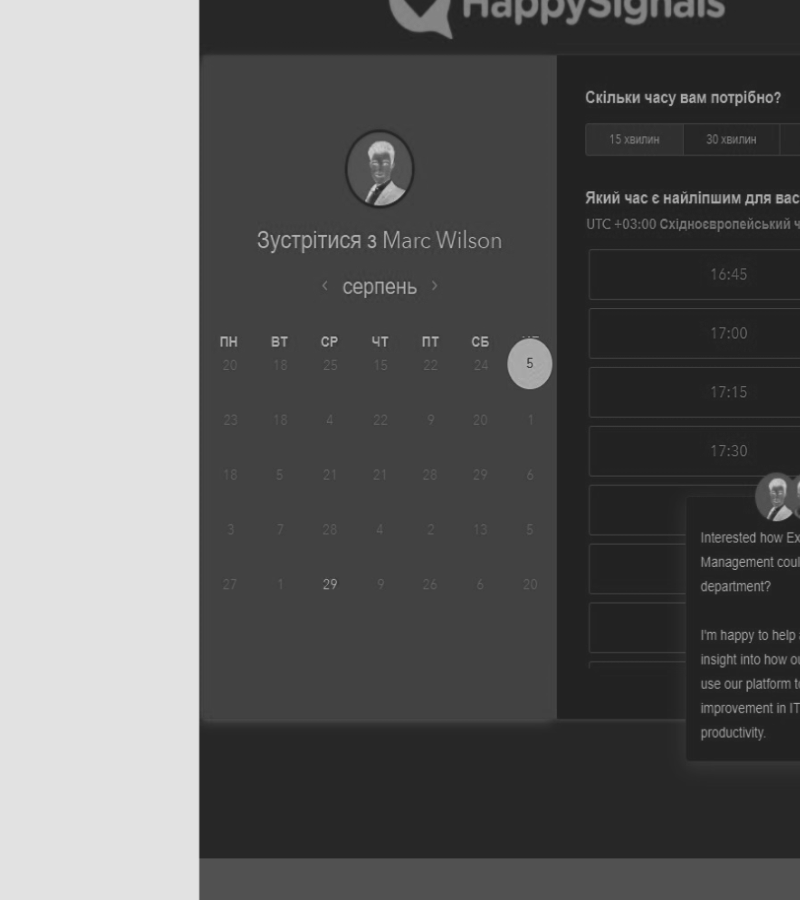 HappySignals
Зустрітися з Marc Wilson
‹ серпень ›
ПН ВТ СР ЧТ ПТ СБ
20 18 25 15 22 24 5
23 18 4 22 9 20 1
18 5 21 21 28 29 6
3 7 28 4 2 13 5
27 1 29 9 26 6 20
Скільки часу вам потрібно?
15 хвилин 30 хвилин
Який час є найліпшим для вас
UTC +03:00 Східноєвропейський ч
16:45
17:00
17:15
17:30
Interested how Ex
Management coul
department?
I'm happy to help a
insight into how ou
use our platform to
improvement in IT
productivity.